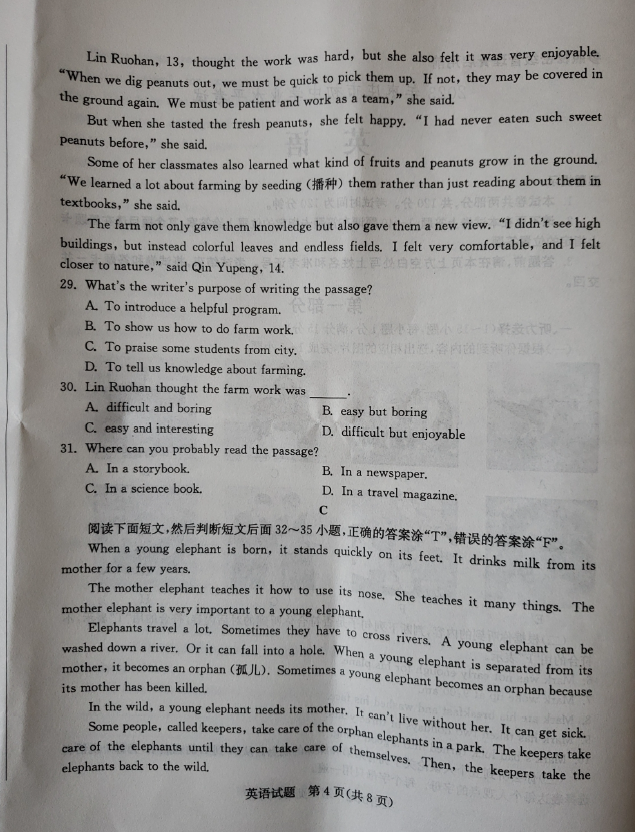 Lin Ruohan, 13, thought the work was hard, but she also felt it was very enjoyable.
“When we dig peanuts out, we must be quick to pick them up. If not, they may be covered in
the ground again. We must be patient and work as a team,” she said.
But when she tasted the fresh peanuts, she felt happy. “I had never eaten such sweet
peanuts before,” she said.
Some of her classmates also learned what kind of fruits and peanuts grow in the ground.
“We learned a lot about farming by seeding (播种) them rather than just reading about them in
textbooks,” she said.
The farm not only gave them knowledge but also gave them a new view. “I didn't see high
buildings, but instead colorful leaves and endless fields. I felt very comfortable, and I felt
closer to nature,” said Qin Yupeng, 14.
29. What's the writer's purpose of writing the passage?
A. To introduce a helpful program.
B. To show us how to do farm work.
C. To praise some students from city.
D. To tell us knowledge about farming.
30. Lin Ruohan thought the farm work was ______.
A. difficult and boring B. easy but boring
C. easy and interesting D. difficult but enjoyable
31. Where can you probably read the passage?
A. In a storybook. B. In a newspaper.
C. In a science book. D. In a travel magazine.
C
阅读下面短文,然后判断短文后面 32～35 小题,正确的答案涂“T”,错误的答案涂“F”。
When a young elephant is born, it stands quickly on its feet. It drinks milk from its
mother for a few years.
The mother elephant teaches it how to use its nose. She teaches it many things. The
mother elephant is very important to a young elephant.
Elephants travel a lot. Sometimes they have to cross rivers. A young elephant can be
washed down a river. Or it can fall into a hole. When a young elephant is separated from its
mother, it becomes an orphan (孤儿). Sometimes a young elephant becomes an orphan because
its mother has been killed.
In the wild, a young elephant needs its mother. It can't live without her. It can get sick.
Some people, called keepers, take care of the orphan elephants in a park. The keepers take
care of the elephants until they can take care of themselves. Then, the keepers take the
elephants back to the wild.
英语试题 第 4 页(共 8 页)